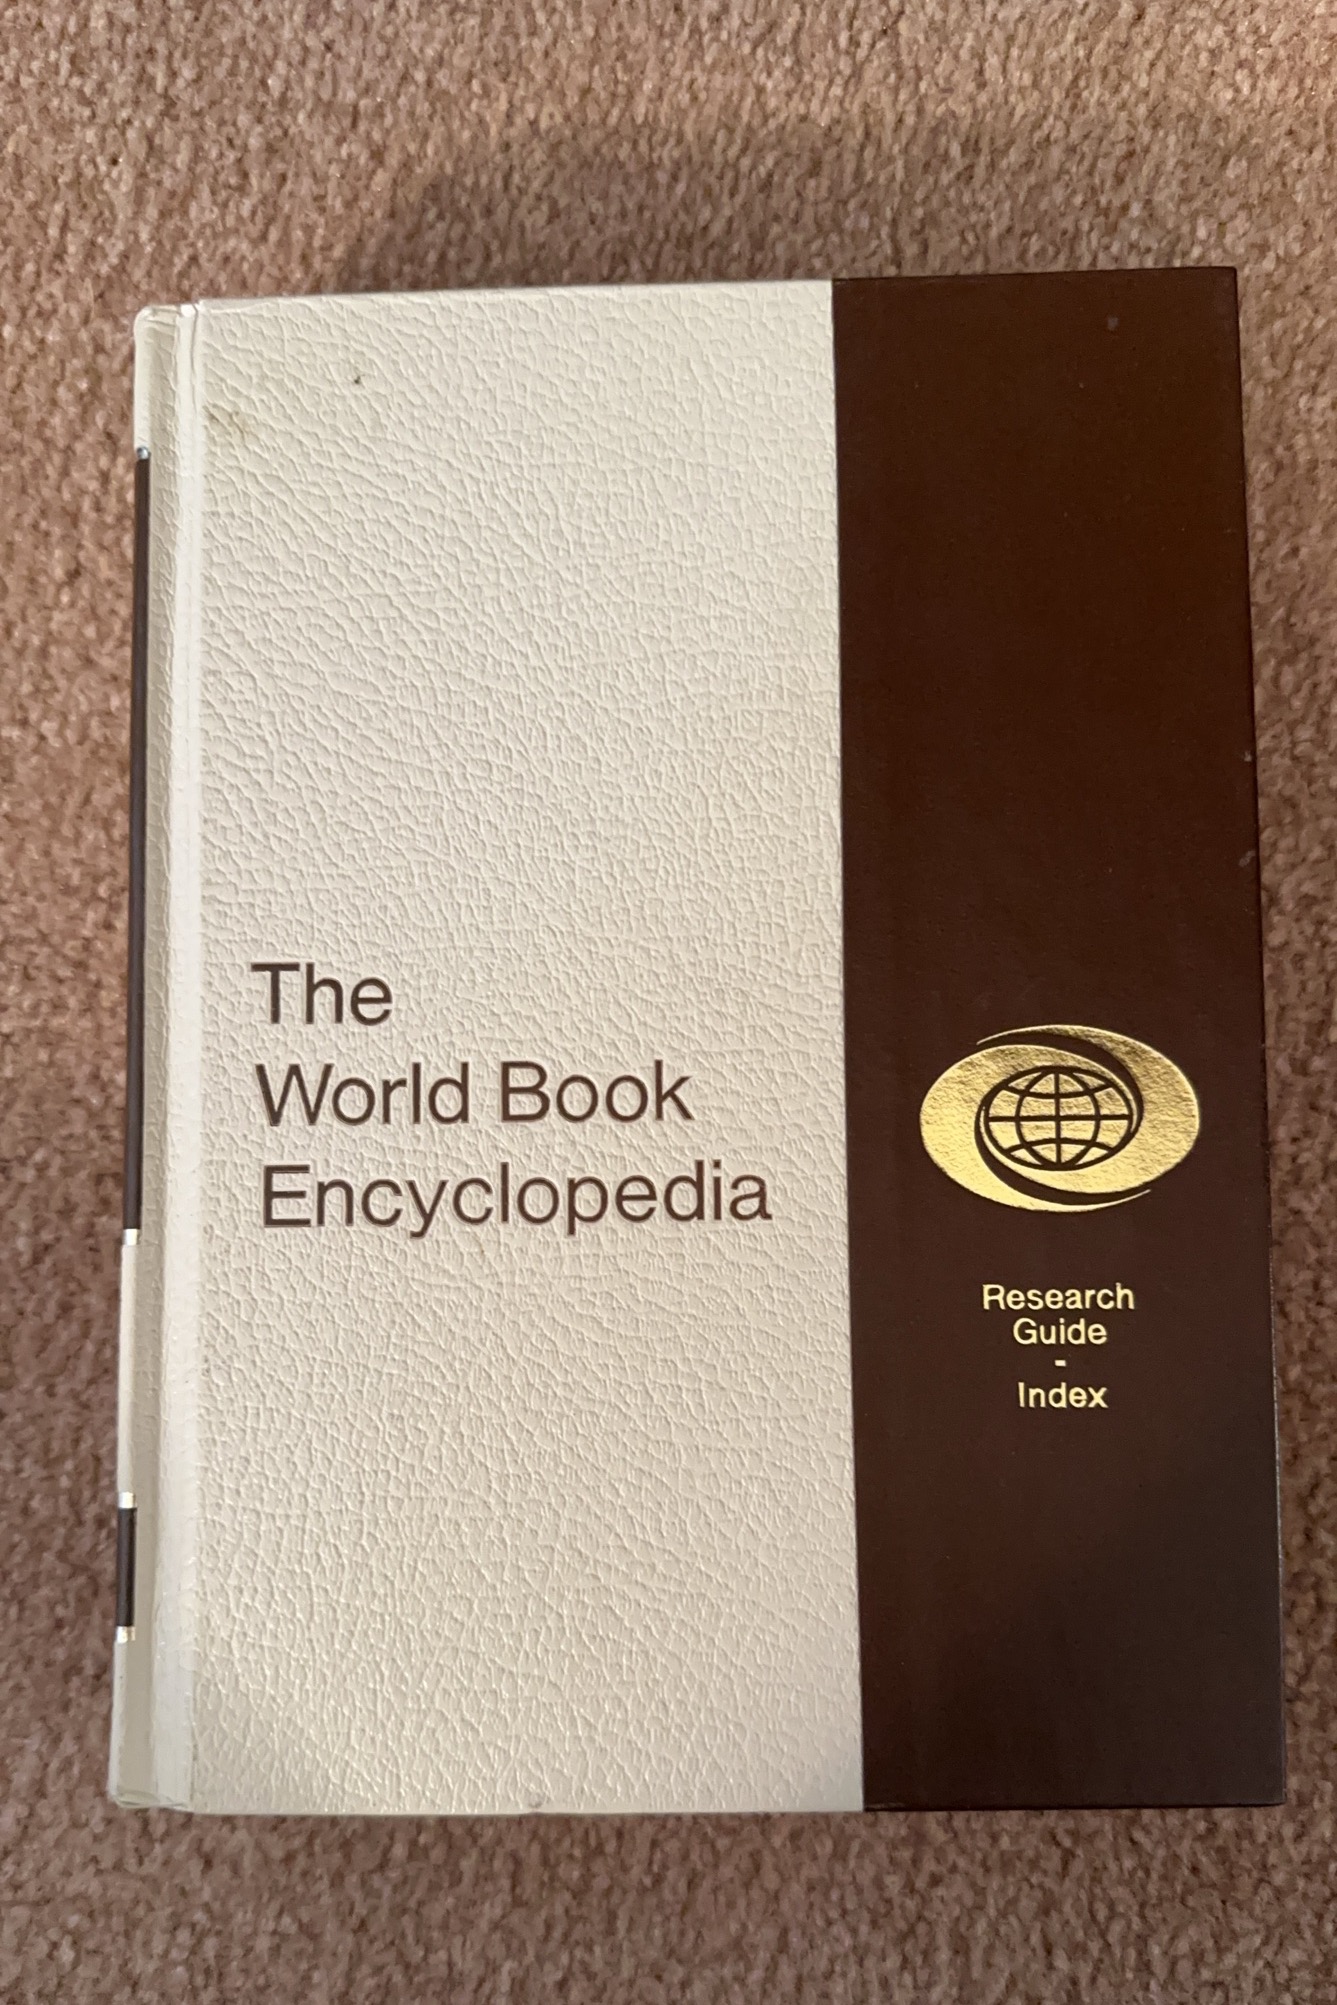 The
World Book
Encyclopedia
Research
Guide
-
Index